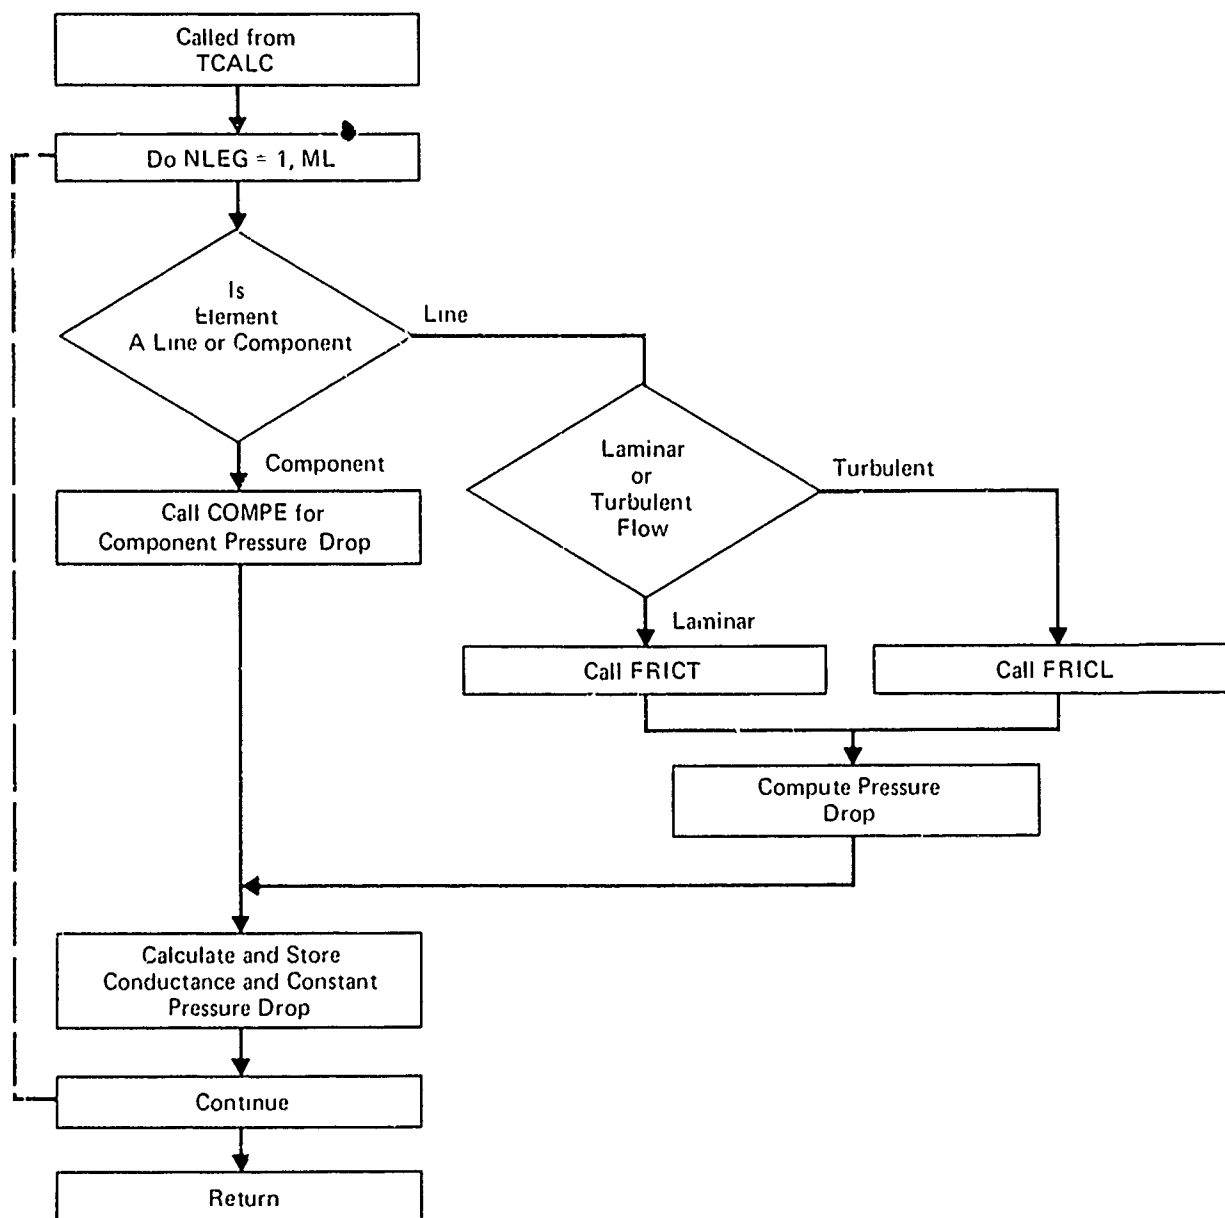 Called from
TCALC
Do NLEG = 1, ML
Is
Element
A Line or Component
Line
Component
Laminar
or
Turbulent
Flow
Turbulent
Call COMPE for
Component Pressure Drop
Laminar
Call FRICT
Call FRICL
Compute Pressure
Drop
Calculate and Store
Conductance and Constant
Pressure Drop
Continue
Return